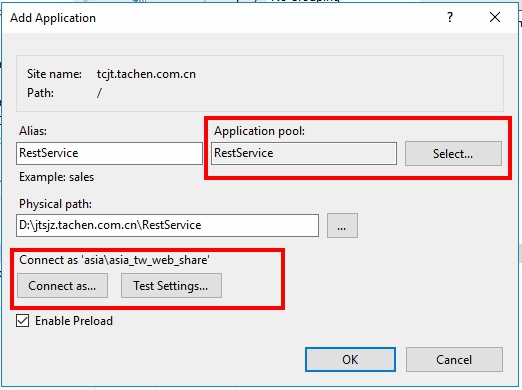 Add Application
Site name: tcjt.tachen.com.cn
Path: /
Alias:
RestService
Example: sales
Application pool:
RestService
Select...
Physical path:
D:\jtsjz.tachen.com.cn\RestService
...
Connect as 'asia\asia_tw_web_share'
Connect as...
Test Settings...
Enable Preload
OK
Cancel